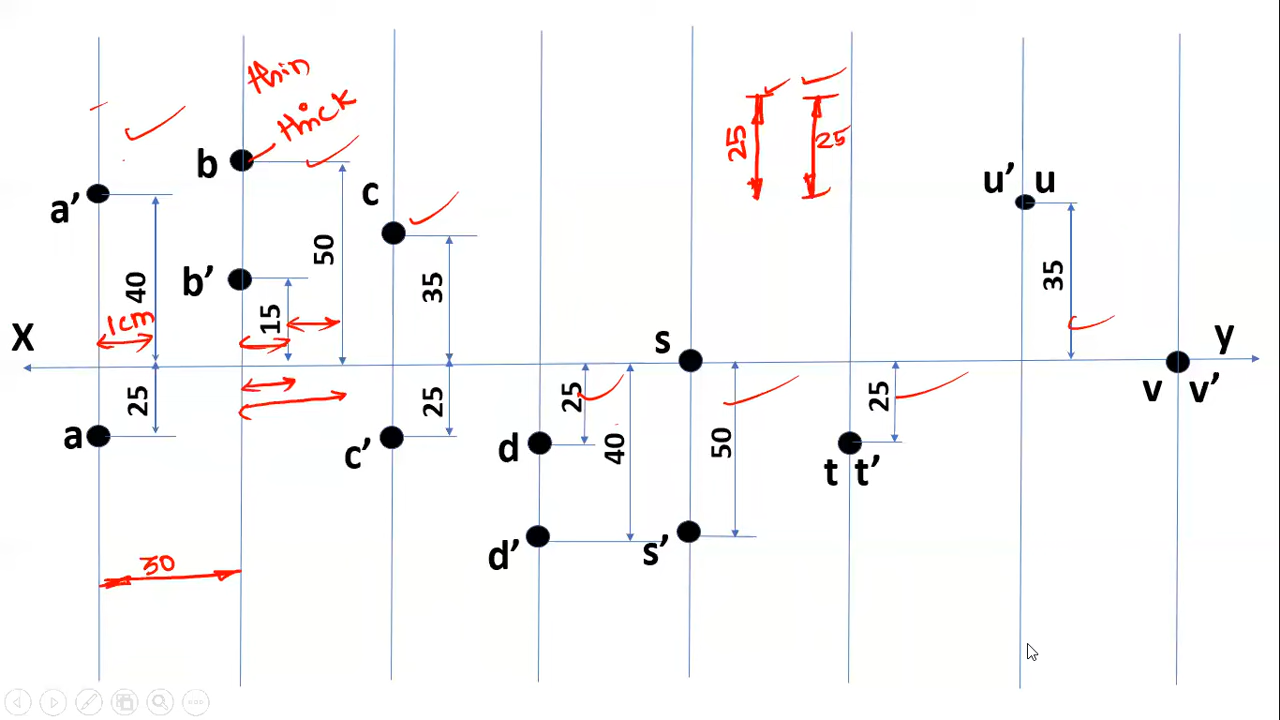 thin
thick
b
a’
c
25
25
u’ u
b’
40
50
35
35
1cm
15
X
s
y
25
25
25
25
v v’
a
c’
d
40
50
t t’
d’
s’
30